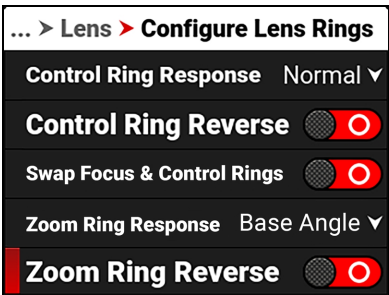 ... > Lens > Configure Lens Rings
Control Ring Response Normal
Control Ring Reverse
Swap Focus & Control Rings
Zoom Ring Response Base Angle
Zoom Ring Reverse